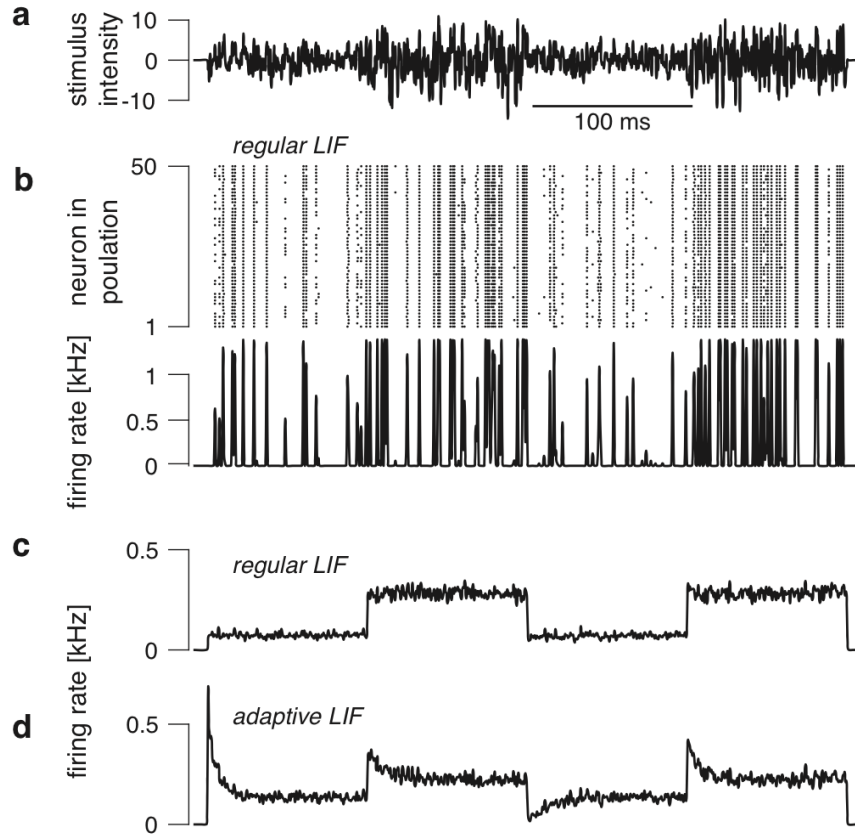 a
stimulus
intensity
10
0
-10
100 ms
regular LIF
b
neuron in
poulation
50
1
firing rate [kHz]
1
0.5
0
c
regular LIF
0.5
0
firing rate [kHz]
d
adaptive LIF
0.5
0